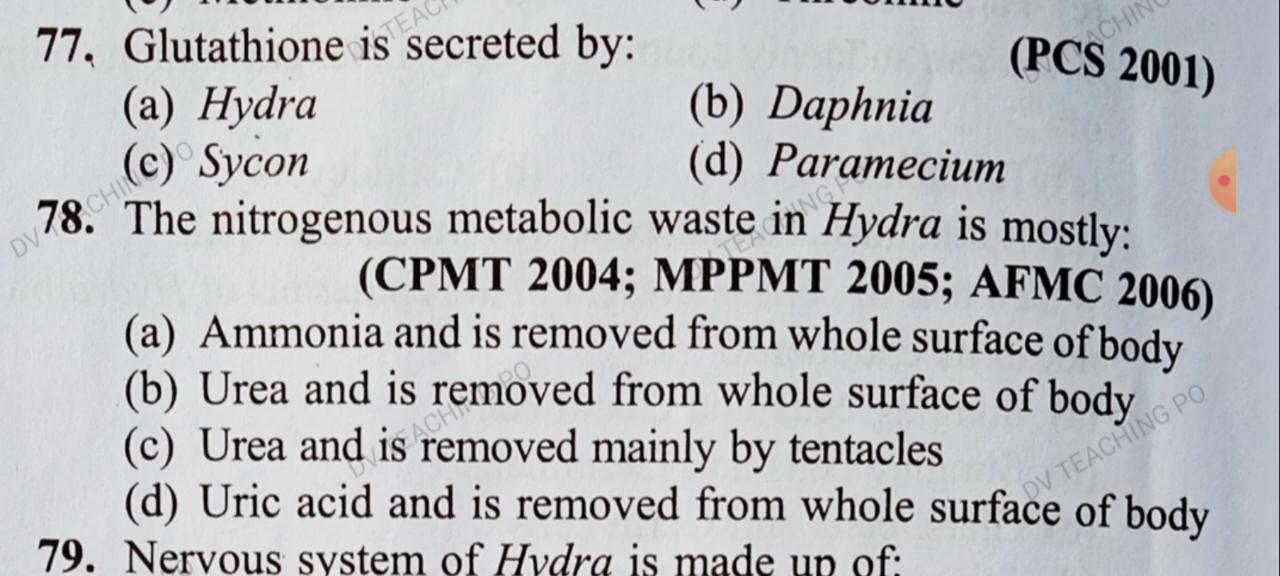 77. Glutathione is secreted by: (PCS 2001)
(a) Hydra (b) Daphnia
(c) Sycon (d) Paramecium
78. The nitrogenous metabolic waste in Hydra is mostly:
(CPMT 2004; MPPMT 2005; AFMC 2006)
(a) Ammonia and is removed from whole surface of body
(b) Urea and is removed from whole surface of body
(c) Urea and is removed mainly by tentacles
(d) Uric acid and is removed from whole surface of body
79. Nervous system of Hydra is made up of:
DV TEACHING PO